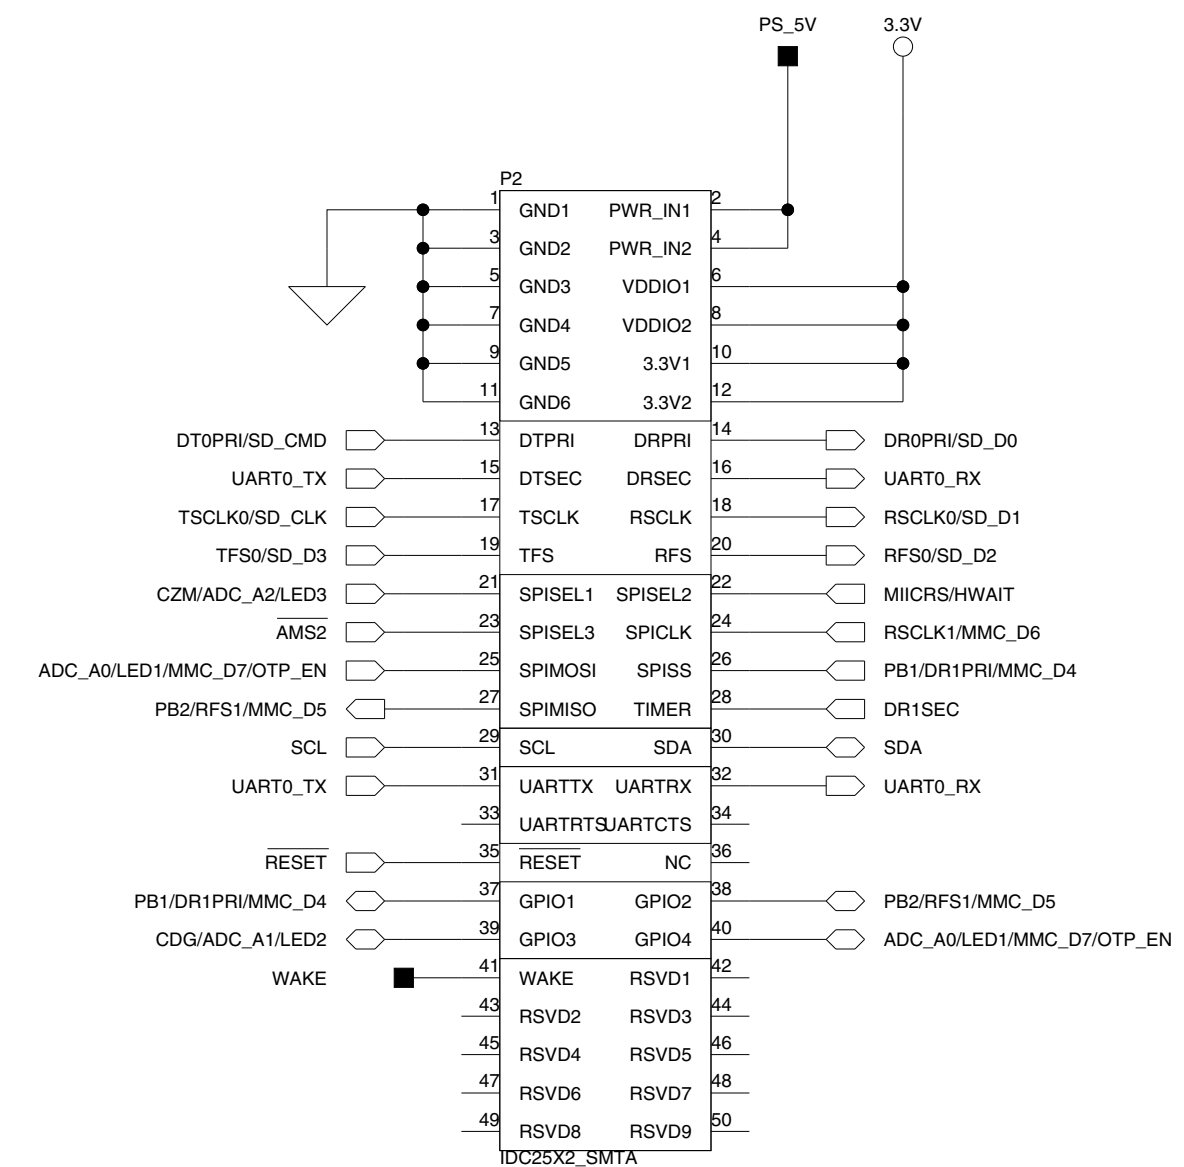 PS_5V 3.3V
P2
1 GND1 PWR_IN1 2
3 GND2 PWR_IN2 4
5 GND3 VDDIO1 6
7 GND4 VDDIO2 8
9 GND5 3.3V1 10
11 GND6 3.3V2 12
DT0PRI/SD_CMD 13 DTPRI DRPRI 14 DR0PRI/SD_D0
UART0_TX 15 DTSEC DRSEC 16 UART0_RX
TSCLK0/SD_CLK 17 TSCLK RSCLK 18 RSCLK0/SD_D1
TFS0/SD_D3 19 TFS RFS 20 RFS0/SD_D2
CZM/ADC_A2/LED3 21 SPISEL1 SPISEL2 22 MIICRS/HWAIT
AMS2 23 SPISEL3 SPICLK 24 RSCLK1/MMC_D6
ADC_A0/LED1/MMC_D7/OTP_EN 25 SPIMOSI SPISS 26 PB1/DR1PRI/MMC_D4
PB2/RFS1/MMC_D5 27 SPIMISO TIMER 28 DR1SEC
SCL 29 SCL SDA 30 SDA
UART0_TX 31 UARTTX UARTRX 32 UART0_RX
33 UARTRTS UARTCTS 34
RESET 35 RESET NC 36
PB1/DR1PRI/MMC_D4 37 GPIO1 GPIO2 38 PB2/RFS1/MMC_D5
CDG/ADC_A1/LED2 39 GPIO3 GPIO4 40 ADC_A0/LED1/MMC_D7/OTP_EN
WAKE 41 WAKE RSVD1 42
43 RSVD2 RSVD3 44
45 RSVD4 RSVD5 46
47 RSVD6 RSVD7 48
49 RSVD8 RSVD9 50
IDC25X2_SMTA